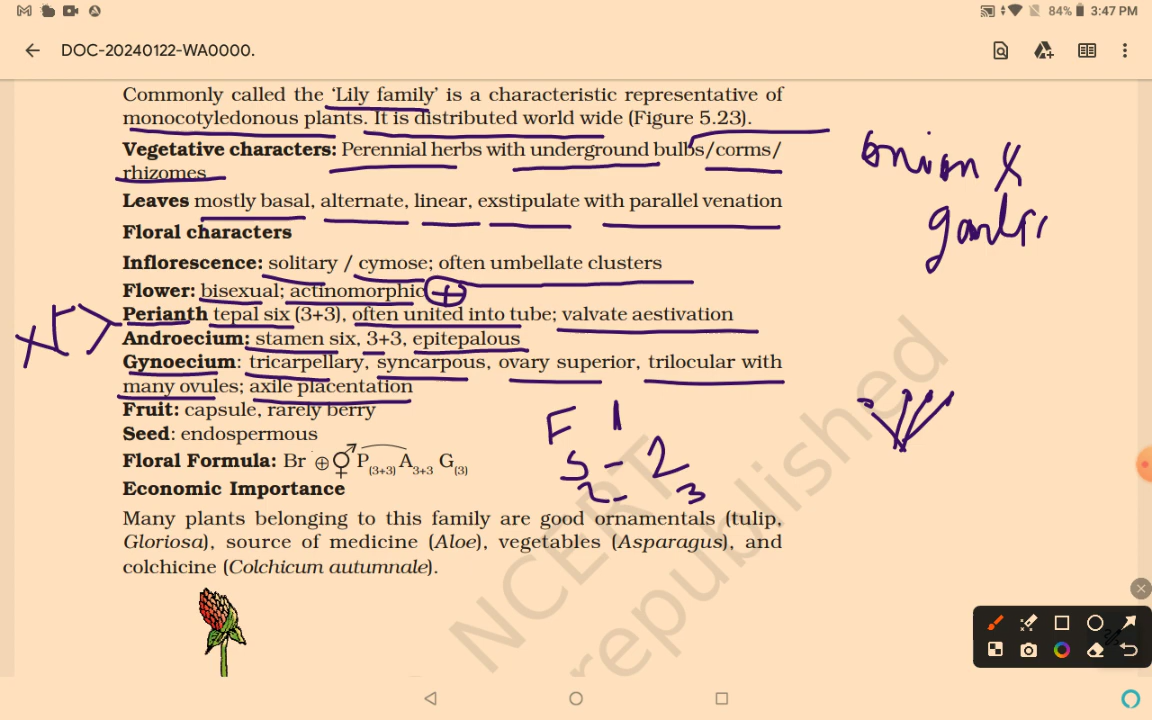 84% 3:47 PM
DOC-20240122-WA0000.
Commonly called the ‘Lily family’ is a characteristic representative of
monocotyledonous plants. It is distributed world wide (Figure 5.23).
Vegetative characters: Perennial herbs with underground bulbs/corms/
rhizomes
Leaves mostly basal, alternate, linear, exstipulate with parallel venation
Floral characters
Inflorescence: solitary / cymose; often umbellate clusters
Flower: bisexual; actinomorphic
Perianth tepal six (3+3), often united into tube; valvate aestivation
Androecium: stamen six, 3+3, epitepalous
Gynoecium: tricarpellary, syncarpous, ovary superior, trilocular with
many ovules; axile placentation
Fruit: capsule, rarely berry
Seed: endospermous
Floral Formula: Br ⊕ ⚥ P(3+3) A3+3 G(3)
Economic Importance
Many plants belonging to this family are good ornamentals (tulip,
Gloriosa), source of medicine (Aloe), vegetables (Asparagus), and
colchicine (Colchicum autumnale).
onion
F 1
S - 2
3
NCERT
republished